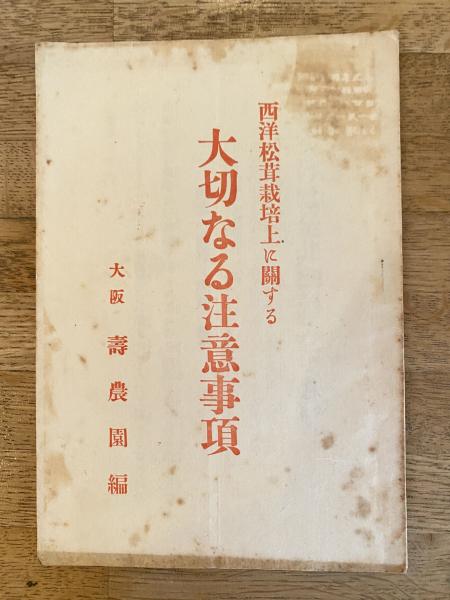 西洋松茸栽培上に關する
大切なる注意事項
大阪 壽農園編